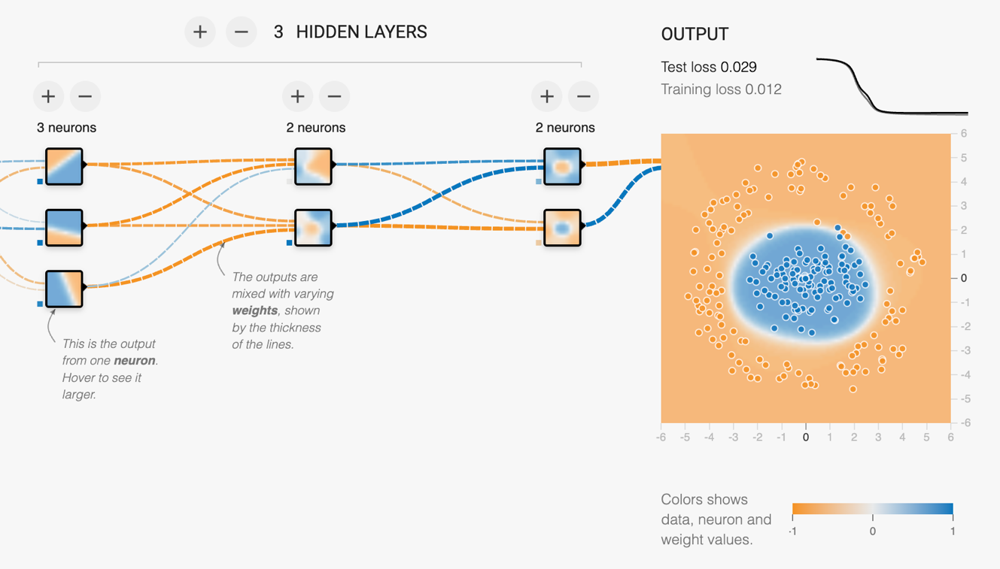 3 HIDDEN LAYERS
+ −
+ −
3 neurons
+ −
2 neurons
+ −
2 neurons
This is the output
from one neuron.
Hover to see it
larger.
The outputs are
mixed with varying
weights, shown
by the thickness
of the lines.
OUTPUT
Test loss 0.029
Training loss 0.012
6
5
4
3
2
1
0
-1
-2
-3
-4
-5
-6
-6 -5 -4 -3 -2 -1 0 1 2 3 4 5 6
Colors shows
data, neuron and
weight values.
-1 0 1